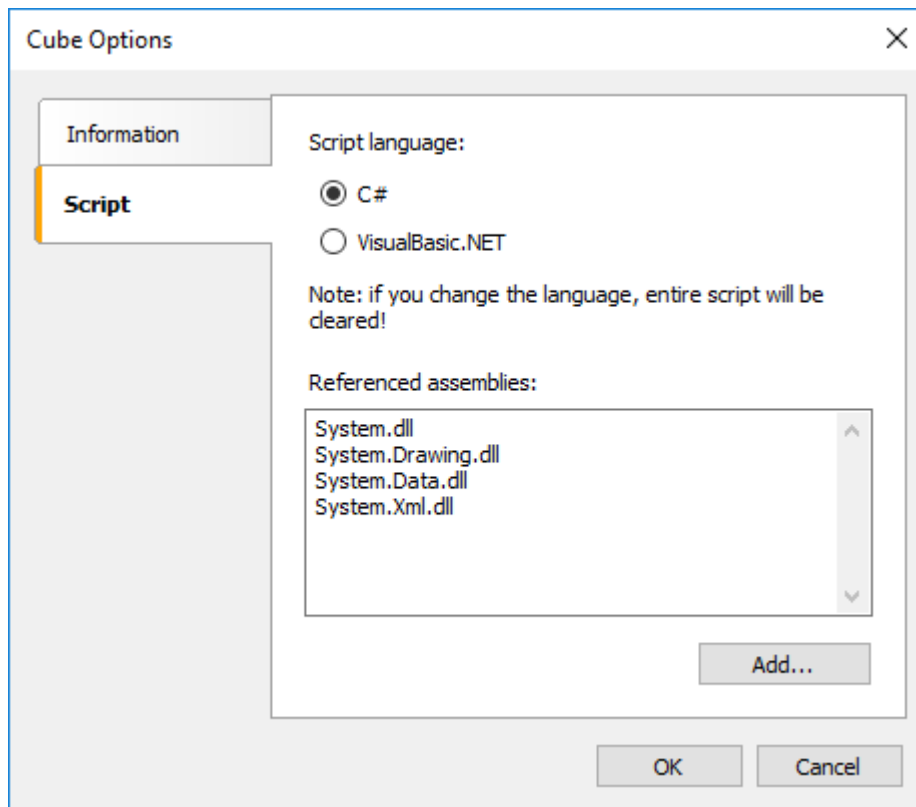 Cube Options
Information
Script
Script language:
C#
VisualBasic.NET
Note: if you change the language, entire script will be
cleared!
Referenced assemblies:
System.dll
System.Drawing.dll
System.Data.dll
System.Xml.dll
Add...
OK
Cancel